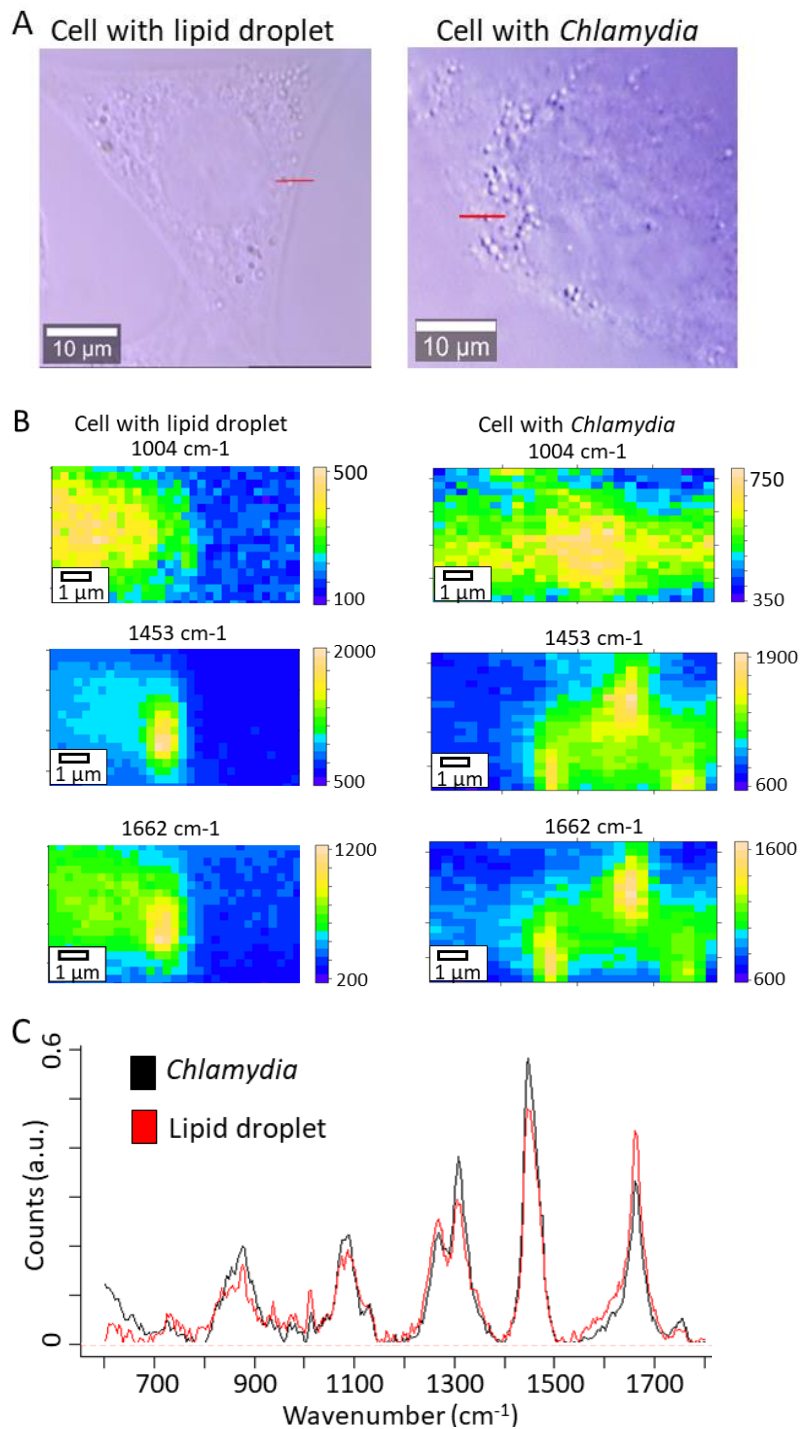 A
Cell with lipid droplet
Cell with Chlamydia
10 µm
10 µm
B
Cell with lipid droplet
1004 cm-1
500
100
1 µm
1453 cm-1
2000
500
1 µm
1662 cm-1
1200
200
1 µm
Cell with Chlamydia
1004 cm-1
750
350
1 µm
1453 cm-1
1900
600
1 µm
1662 cm-1
1600
600
1 µm
C
Chlamydia
Lipid droplet
Counts (a.u.)
0.6
0
700 900 1100 1300 1500 1700
Wavenumber (cm-1)